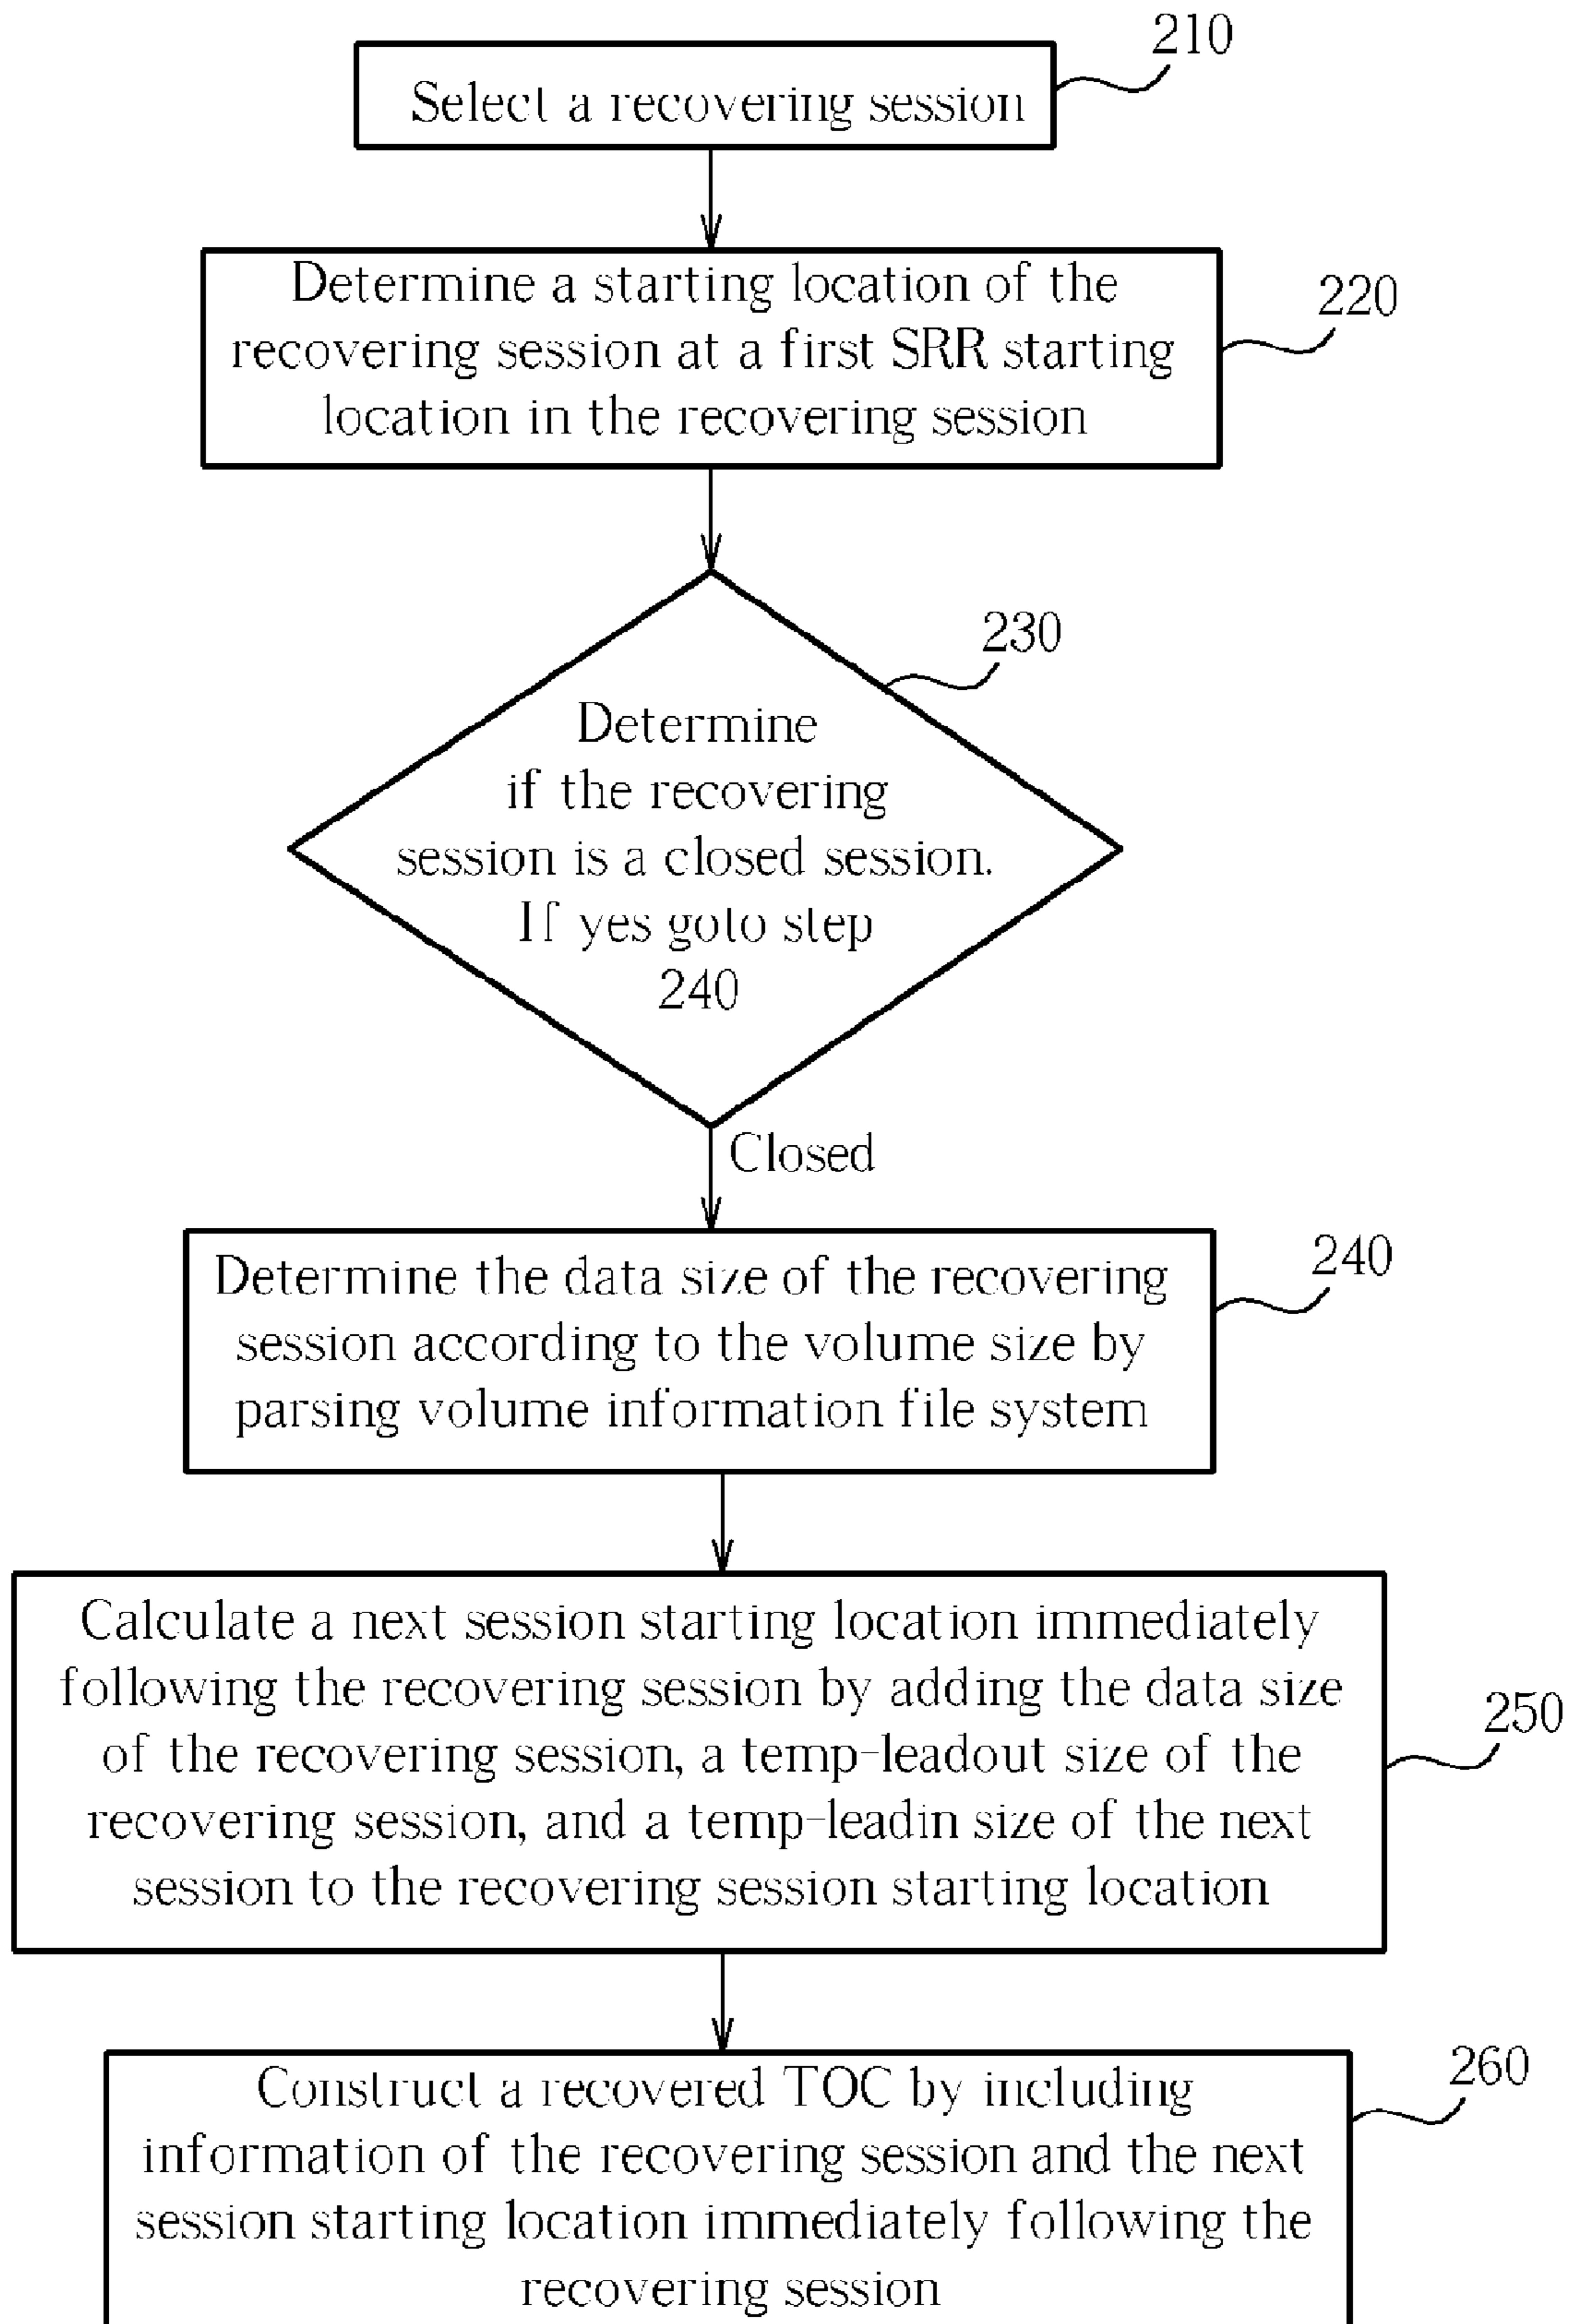 210
Select a recovering session
220
Determine a starting location of the
recovering session at a first SRR starting
location in the recovering session
230
Determine
if the recovering
session is a closed session.
If yes goto step
240
Closed
240
Determine the data size of the recovering
session according to the volume size by
parsing volume information file system
250
Calculate a next session starting location immediately
following the recovering session by adding the data size
of the recovering session, a temp-leadout size of the
recovering session, and a temp-leadin size of the next
session to the recovering session starting location
260
Construct a recovered TOC by including
information of the recovering session and the next
session starting location immediately following the
recovering session